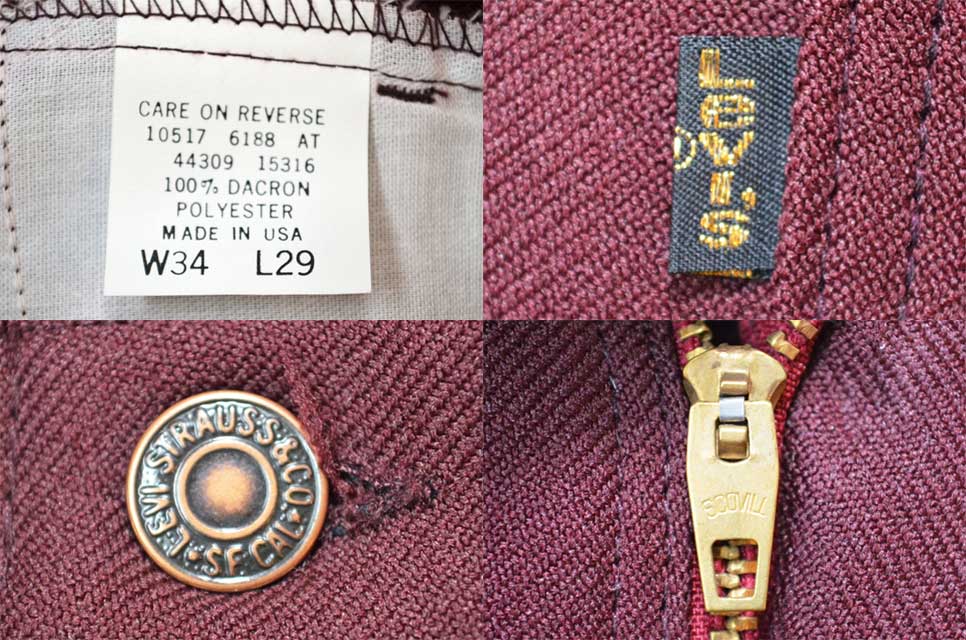 CARE ON REVERSE
10517 6188 AT
44309 15316
100% DACRON
POLYESTER
MADE IN USA
W34 L29
Levi's
®
LEVI STRAUSS & CO. S.F. CAL.
SCOVILL